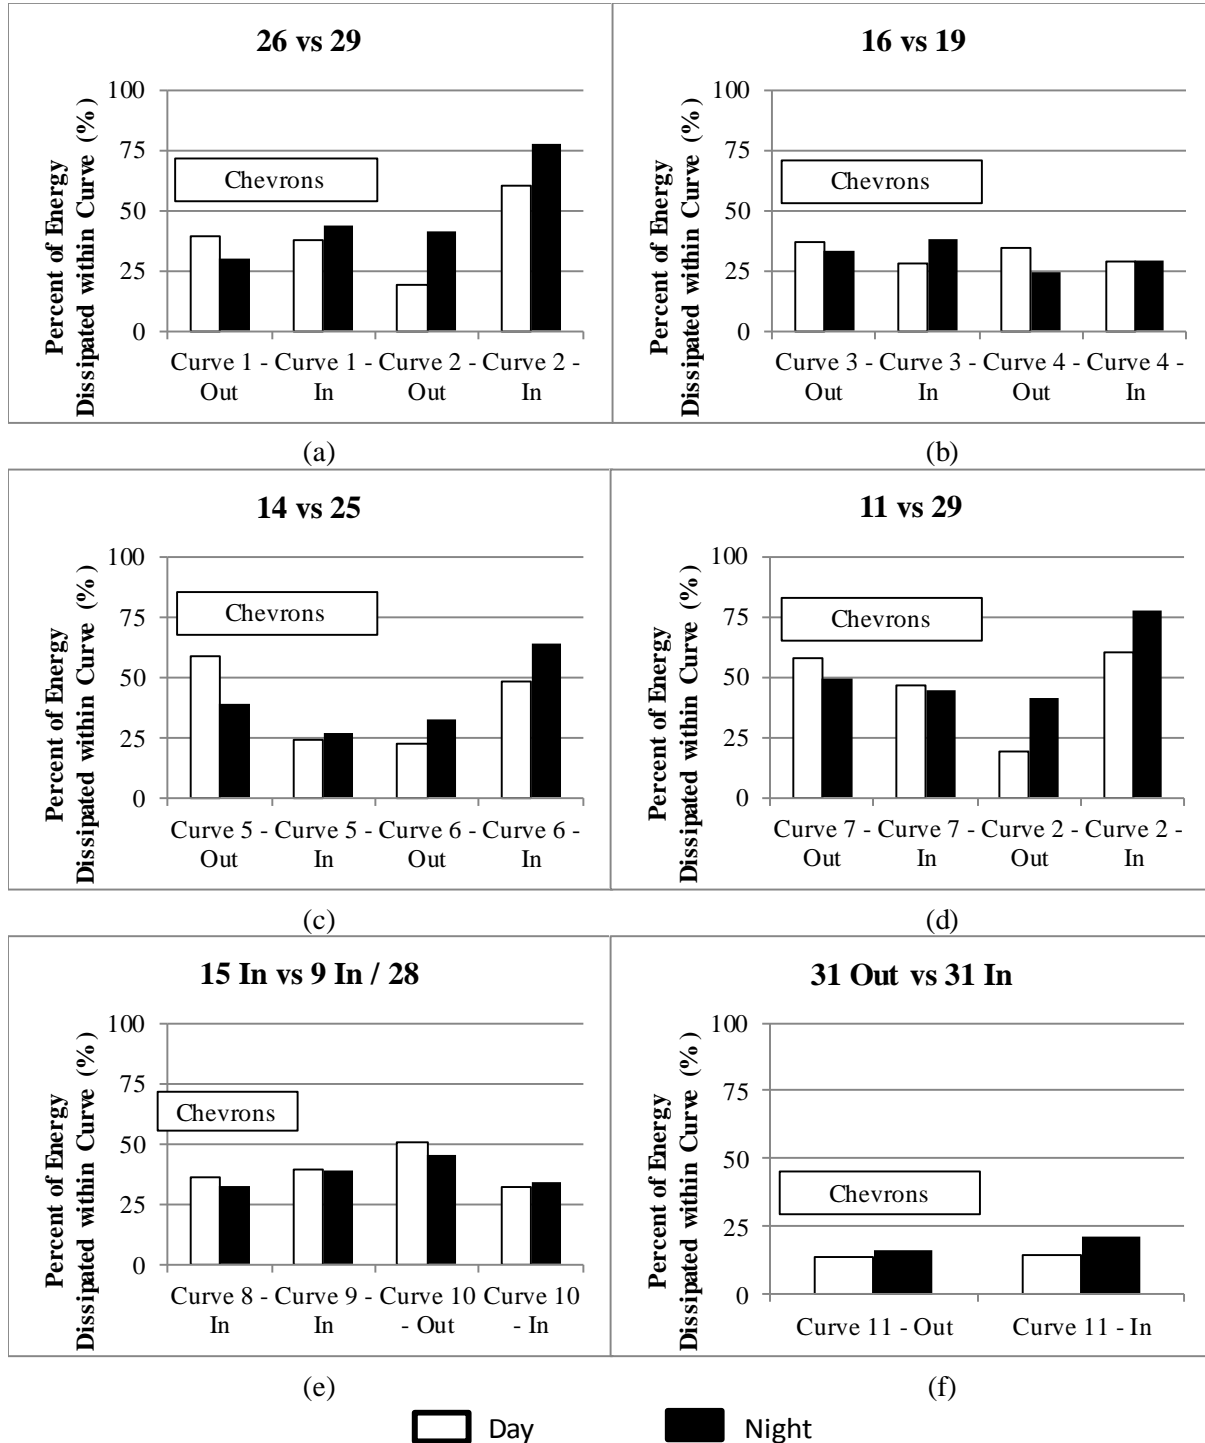 26 vs 29
Percent of Energy
Dissipated within Curve (%)
100
75
50
25
0
Chevrons
Curve 1 - Curve 1 - Curve 2 - Curve 2 -
Out In Out In
(a)
16 vs 19
Percent of Energy
Dissipated within Curve (%)
100
75
50
25
0
Chevrons
Curve 3 - Curve 3 - Curve 4 - Curve 4 -
Out In Out In
(b)
14 vs 25
Percent of Energy
Dissipated within Curve (%)
100
75
50
25
0
Chevrons
Curve 5 - Curve 5 - Curve 6 - Curve 6 -
Out In Out In
(c)
11 vs 29
Percent of Energy
Dissipated within Curve (%)
100
75
50
25
0
Chevrons
Curve 7 - Curve 7 - Curve 2 - Curve 2 -
Out In Out In
(d)
15 In vs 9 In / 28
Percent of Energy
Dissipated within Curve (%)
100
75
50
25
0
Chevrons
Curve 8 - Curve 9 - Curve 10 Curve 10
In In - Out - In
(e)
31 Out vs 31 In
Percent of Energy
Dissipated within Curve (%)
100
75
50
25
0
Chevrons
Curve 11 - Out Curve 11 - In
(f)
Day Night